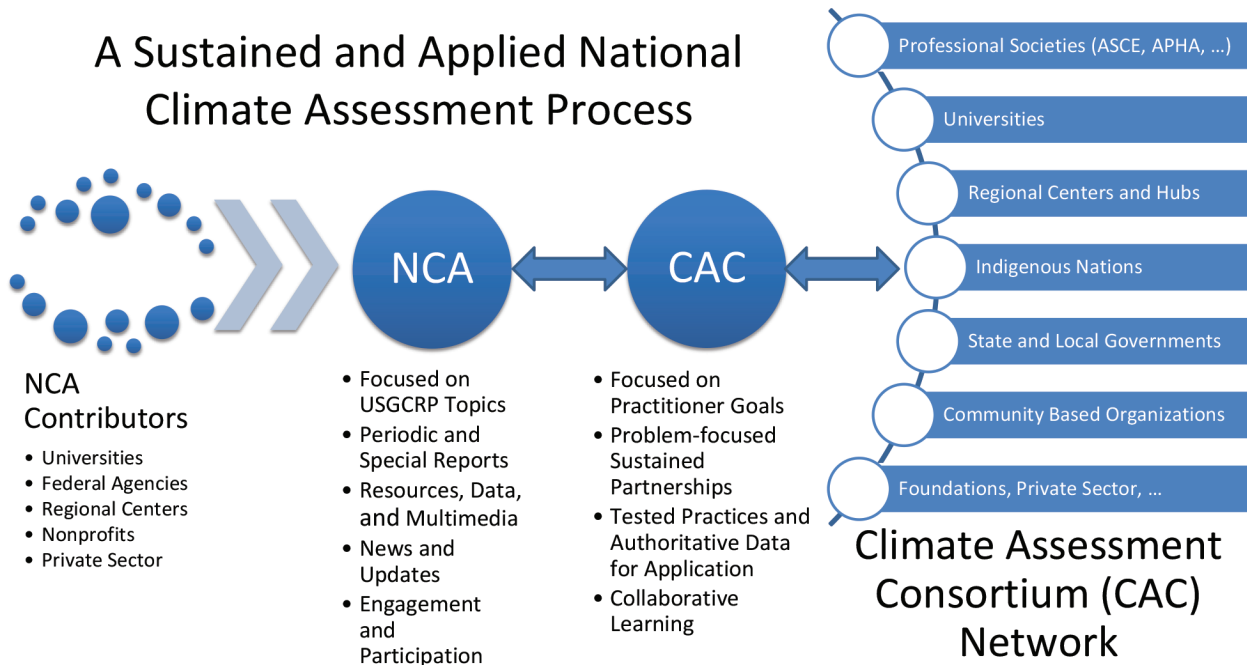 A Sustained and Applied National
Climate Assessment Process
NCA
Contributors
• Universities
• Federal Agencies
• Regional Centers
• Nonprofits
• Private Sector
NCA
• Focused on
USGCRP Topics
• Periodic and
Special Reports
• Resources, Data,
and Multimedia
• News and
Updates
• Engagement
and
Participation
CAC
• Focused on
Practitioner Goals
• Problem-focused
Sustained
Partnerships
• Tested Practices and
Authoritative Data
for Application
• Collaborative
Learning
Professional Societies (ASCE, APHA, ...)
Universities
Regional Centers and Hubs
Indigenous Nations
State and Local Governments
Community Based Organizations
Foundations, Private Sector, ...
Climate Assessment
Consortium (CAC)
Network